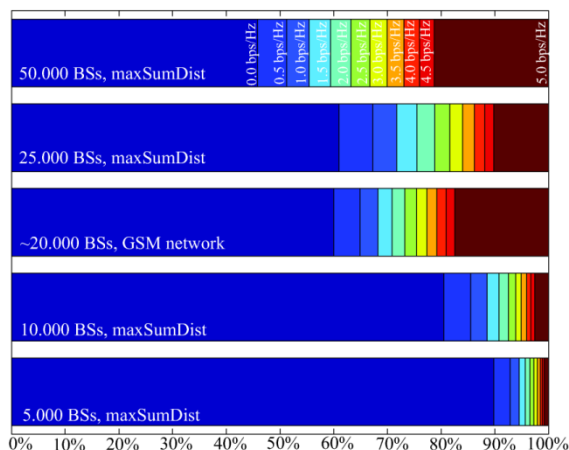 0.0 bps/Hz
0.5 bps/Hz
1.0 bps/Hz
1.5 bps/Hz
2.0 bps/Hz
2.5 bps/Hz
3.0 bps/Hz
3.5 bps/Hz
4.0 bps/Hz
4.5 bps/Hz
5.0 bps/Hz
50.000 BSs, maxSumDist
25.000 BSs, maxSumDist
~20.000 BSs, GSM network
10.000 BSs, maxSumDist
5.000 BSs, maxSumDist
0% 10% 20% 30% 40% 50% 60% 70% 80% 90% 100%